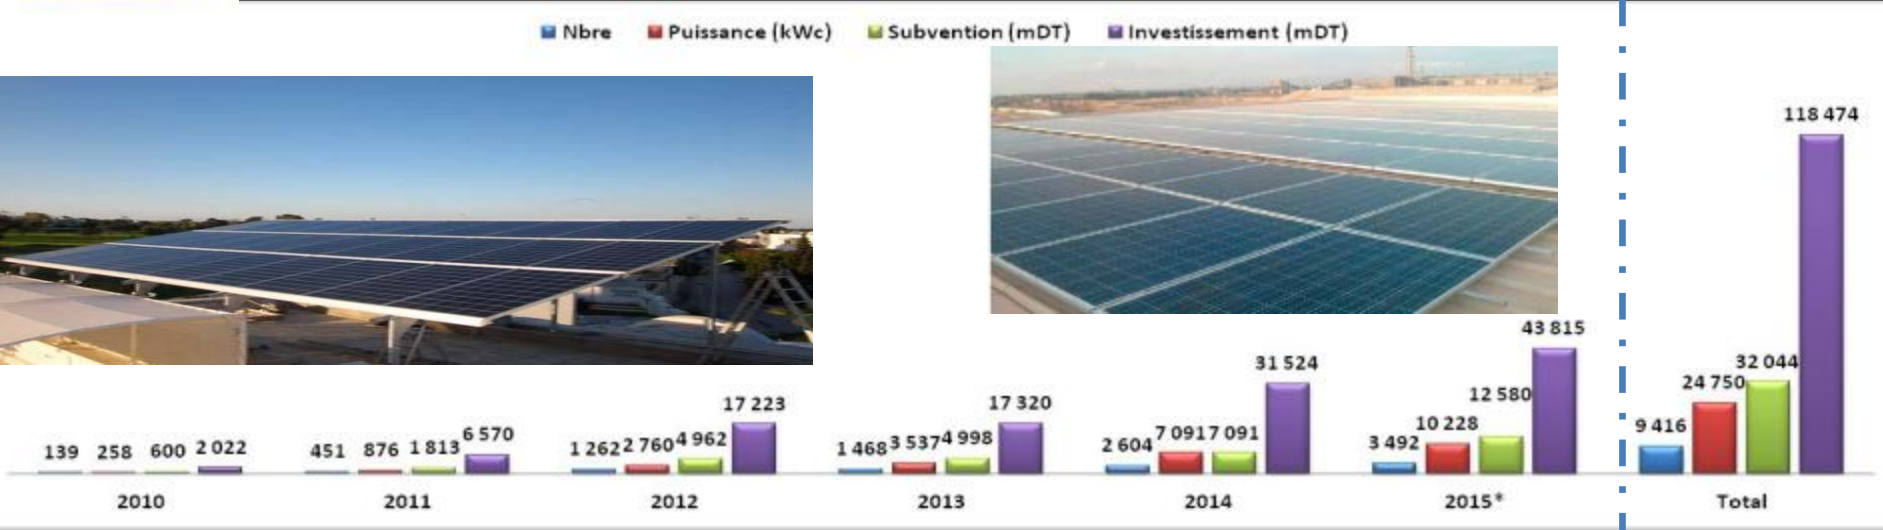 Nbre Puissance (kWc) Subvention (mDT) Investissement (mDT)
139 258 600 2 022
451 876 1 813 6 570
1 262 2 760 4 962 17 223
1 468 3 537 4 998 17 320
2 604 7 091 7 091 31 524
3 492 10 228 12 580 43 815
9 416 24 750 32 044 118 474
2010 2011 2012 2013 2014 2015* Total